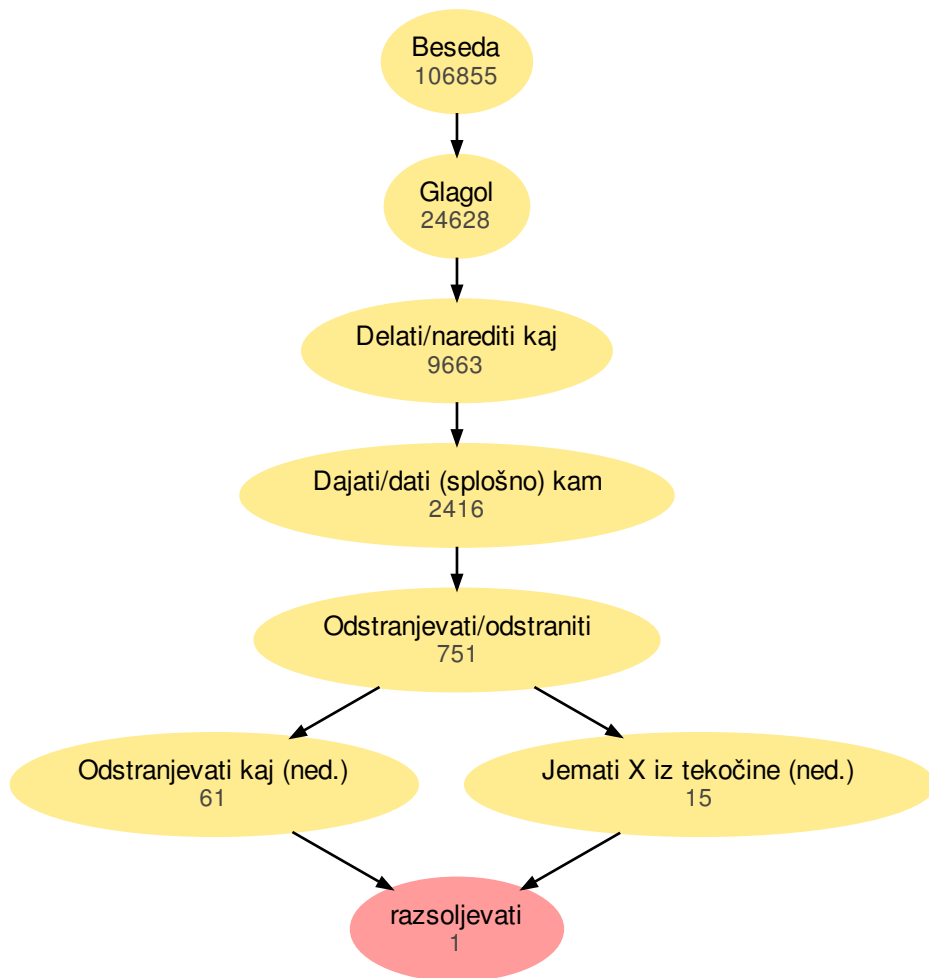 Beseda
106855
Glagol
24628
Delati/narediti kaj
9663
Dajati/dati (splošno) kam
2416
Odstranjevati/odstraniti
751
Odstranjevati kaj (ned.)
61
Jemati X iz tekočine (ned.)
15
razsoljevati
1